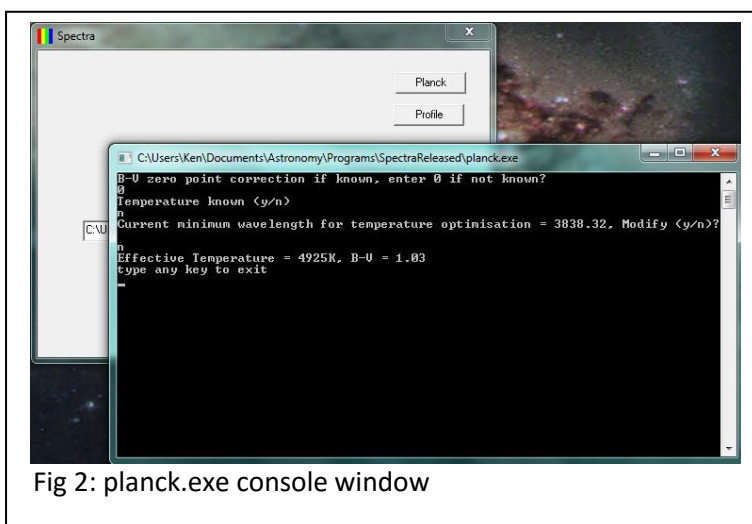 Spectra
Planck
Profile
C:\Users\Ken\Documents\Astronomy\Programs\SpectraReleased\planck.exe
B-V zero point correction if known, enter 0 if not known?
0
Temperature known (y/n)
n
Current minimum wavelength for temperature optimisation = 3838.32, Modify (y/n)?
C:\U
n
Effective Temperature = 4925K, B-V = 1.03
type any key to exit
Fig 2: planck.exe console window